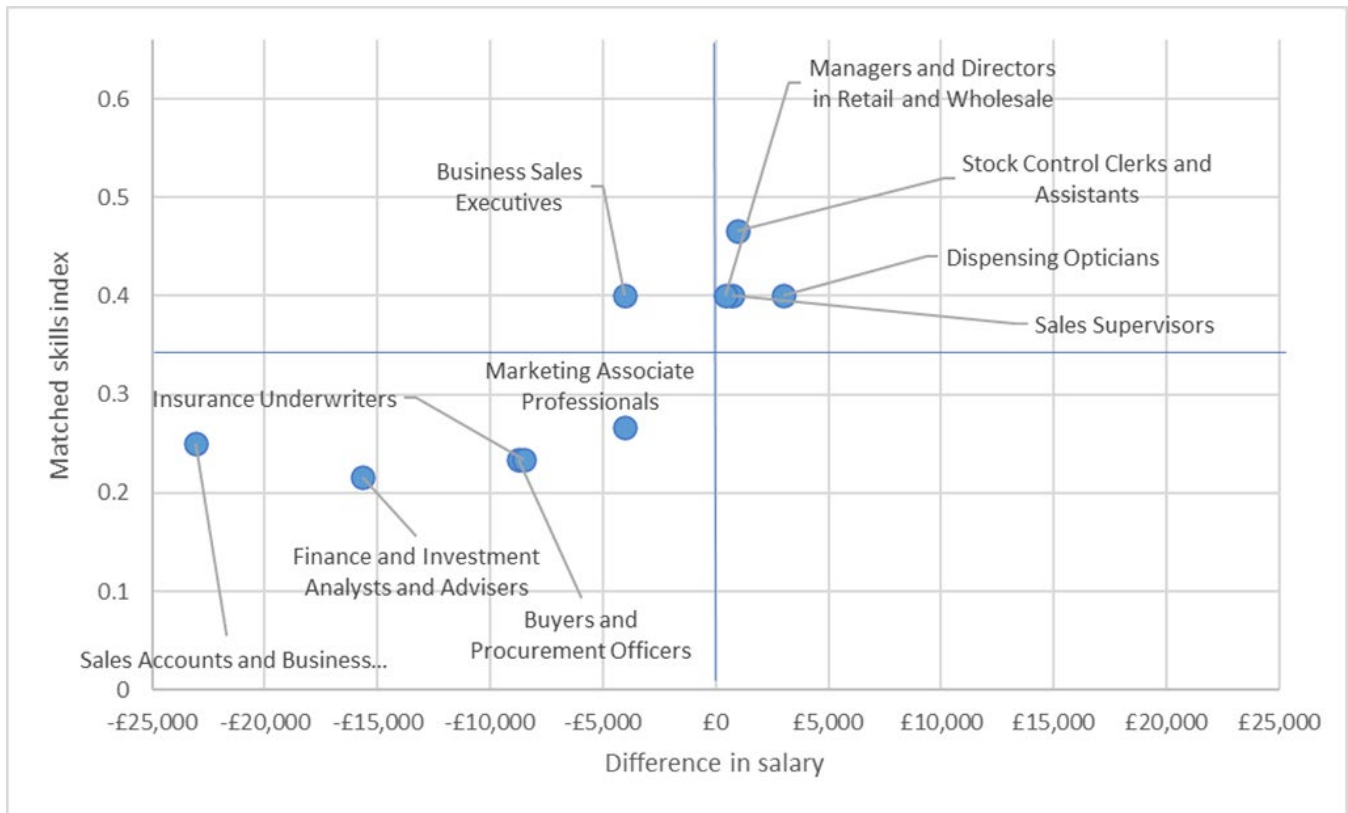 Managers and Directors
in Retail and Wholesale
0.6
Stock Control Clerks and
Assistants
Business Sales
Executives
0.5
Dispensing Opticians
0.4
Sales Supervisors
Matched skills index
Marketing Associate
Professionals
Insurance Underwriters
0.3
0.2
Finance and Investment
Analysts and Advisers
0.1
Buyers and
Procurement Officers
Sales Accounts and Business...
0
-£25,000 -£20,000 -£15,000 -£10,000 -£5,000 £0 £5,000 £10,000 £15,000 £20,000 £25,000
Difference in salary